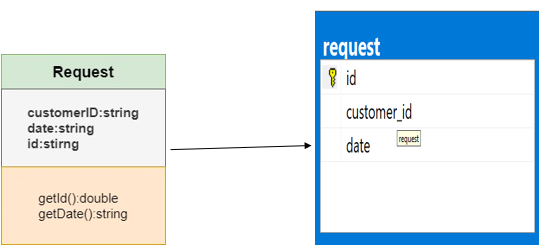 Request
customerID:string
date:string
id:stirng
getId():double
getDate():string
request
id
customer_id
date
request